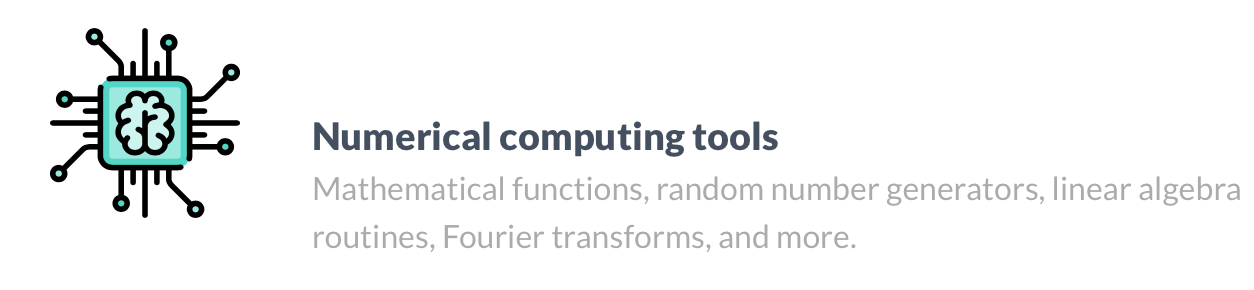 Numerical computing tools
Mathematical functions, random number generators, linear algebra
routines, Fourier transforms, and more.